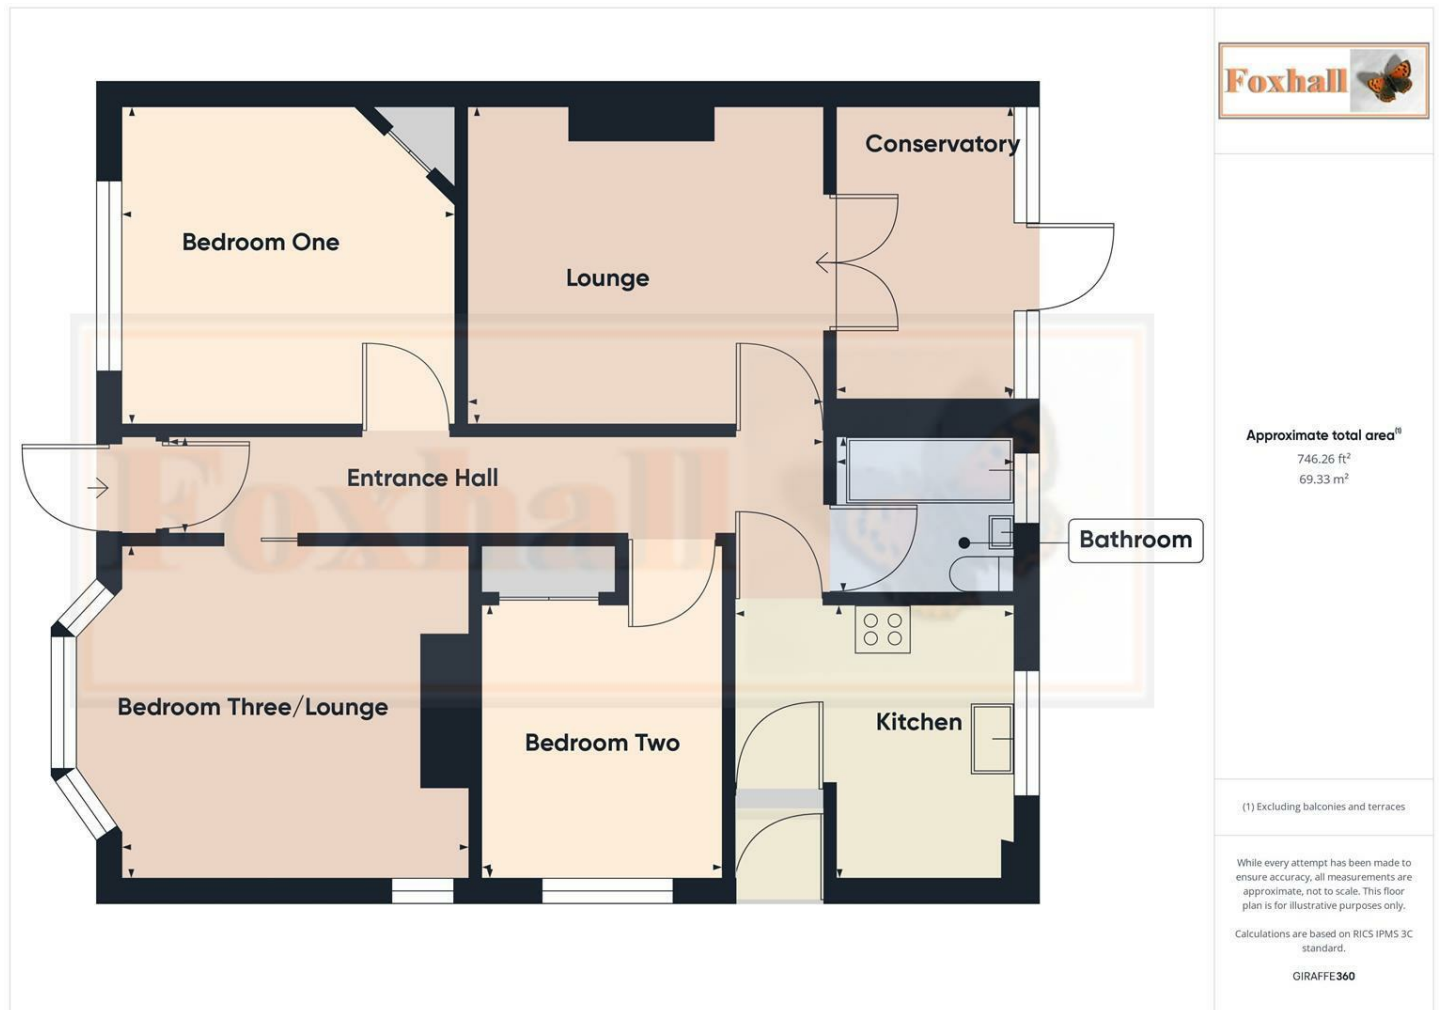 Foxhall
Conservatory
Bedroom One
Lounge
Entrance Hall
Foxhall
Bathroom
Bedroom Three/Lounge
Bedroom Two
Kitchen
Approximate total area(1)
746.26 ft²
69.33 m²
(1) Excluding balconies and terraces
While every attempt has been made to
ensure accuracy, all measurements are
approximate, not to scale. This floor
plan is for illustrative purposes only.
Calculations are based on RICS IPMS 3C
standard.
GIRAFFE360